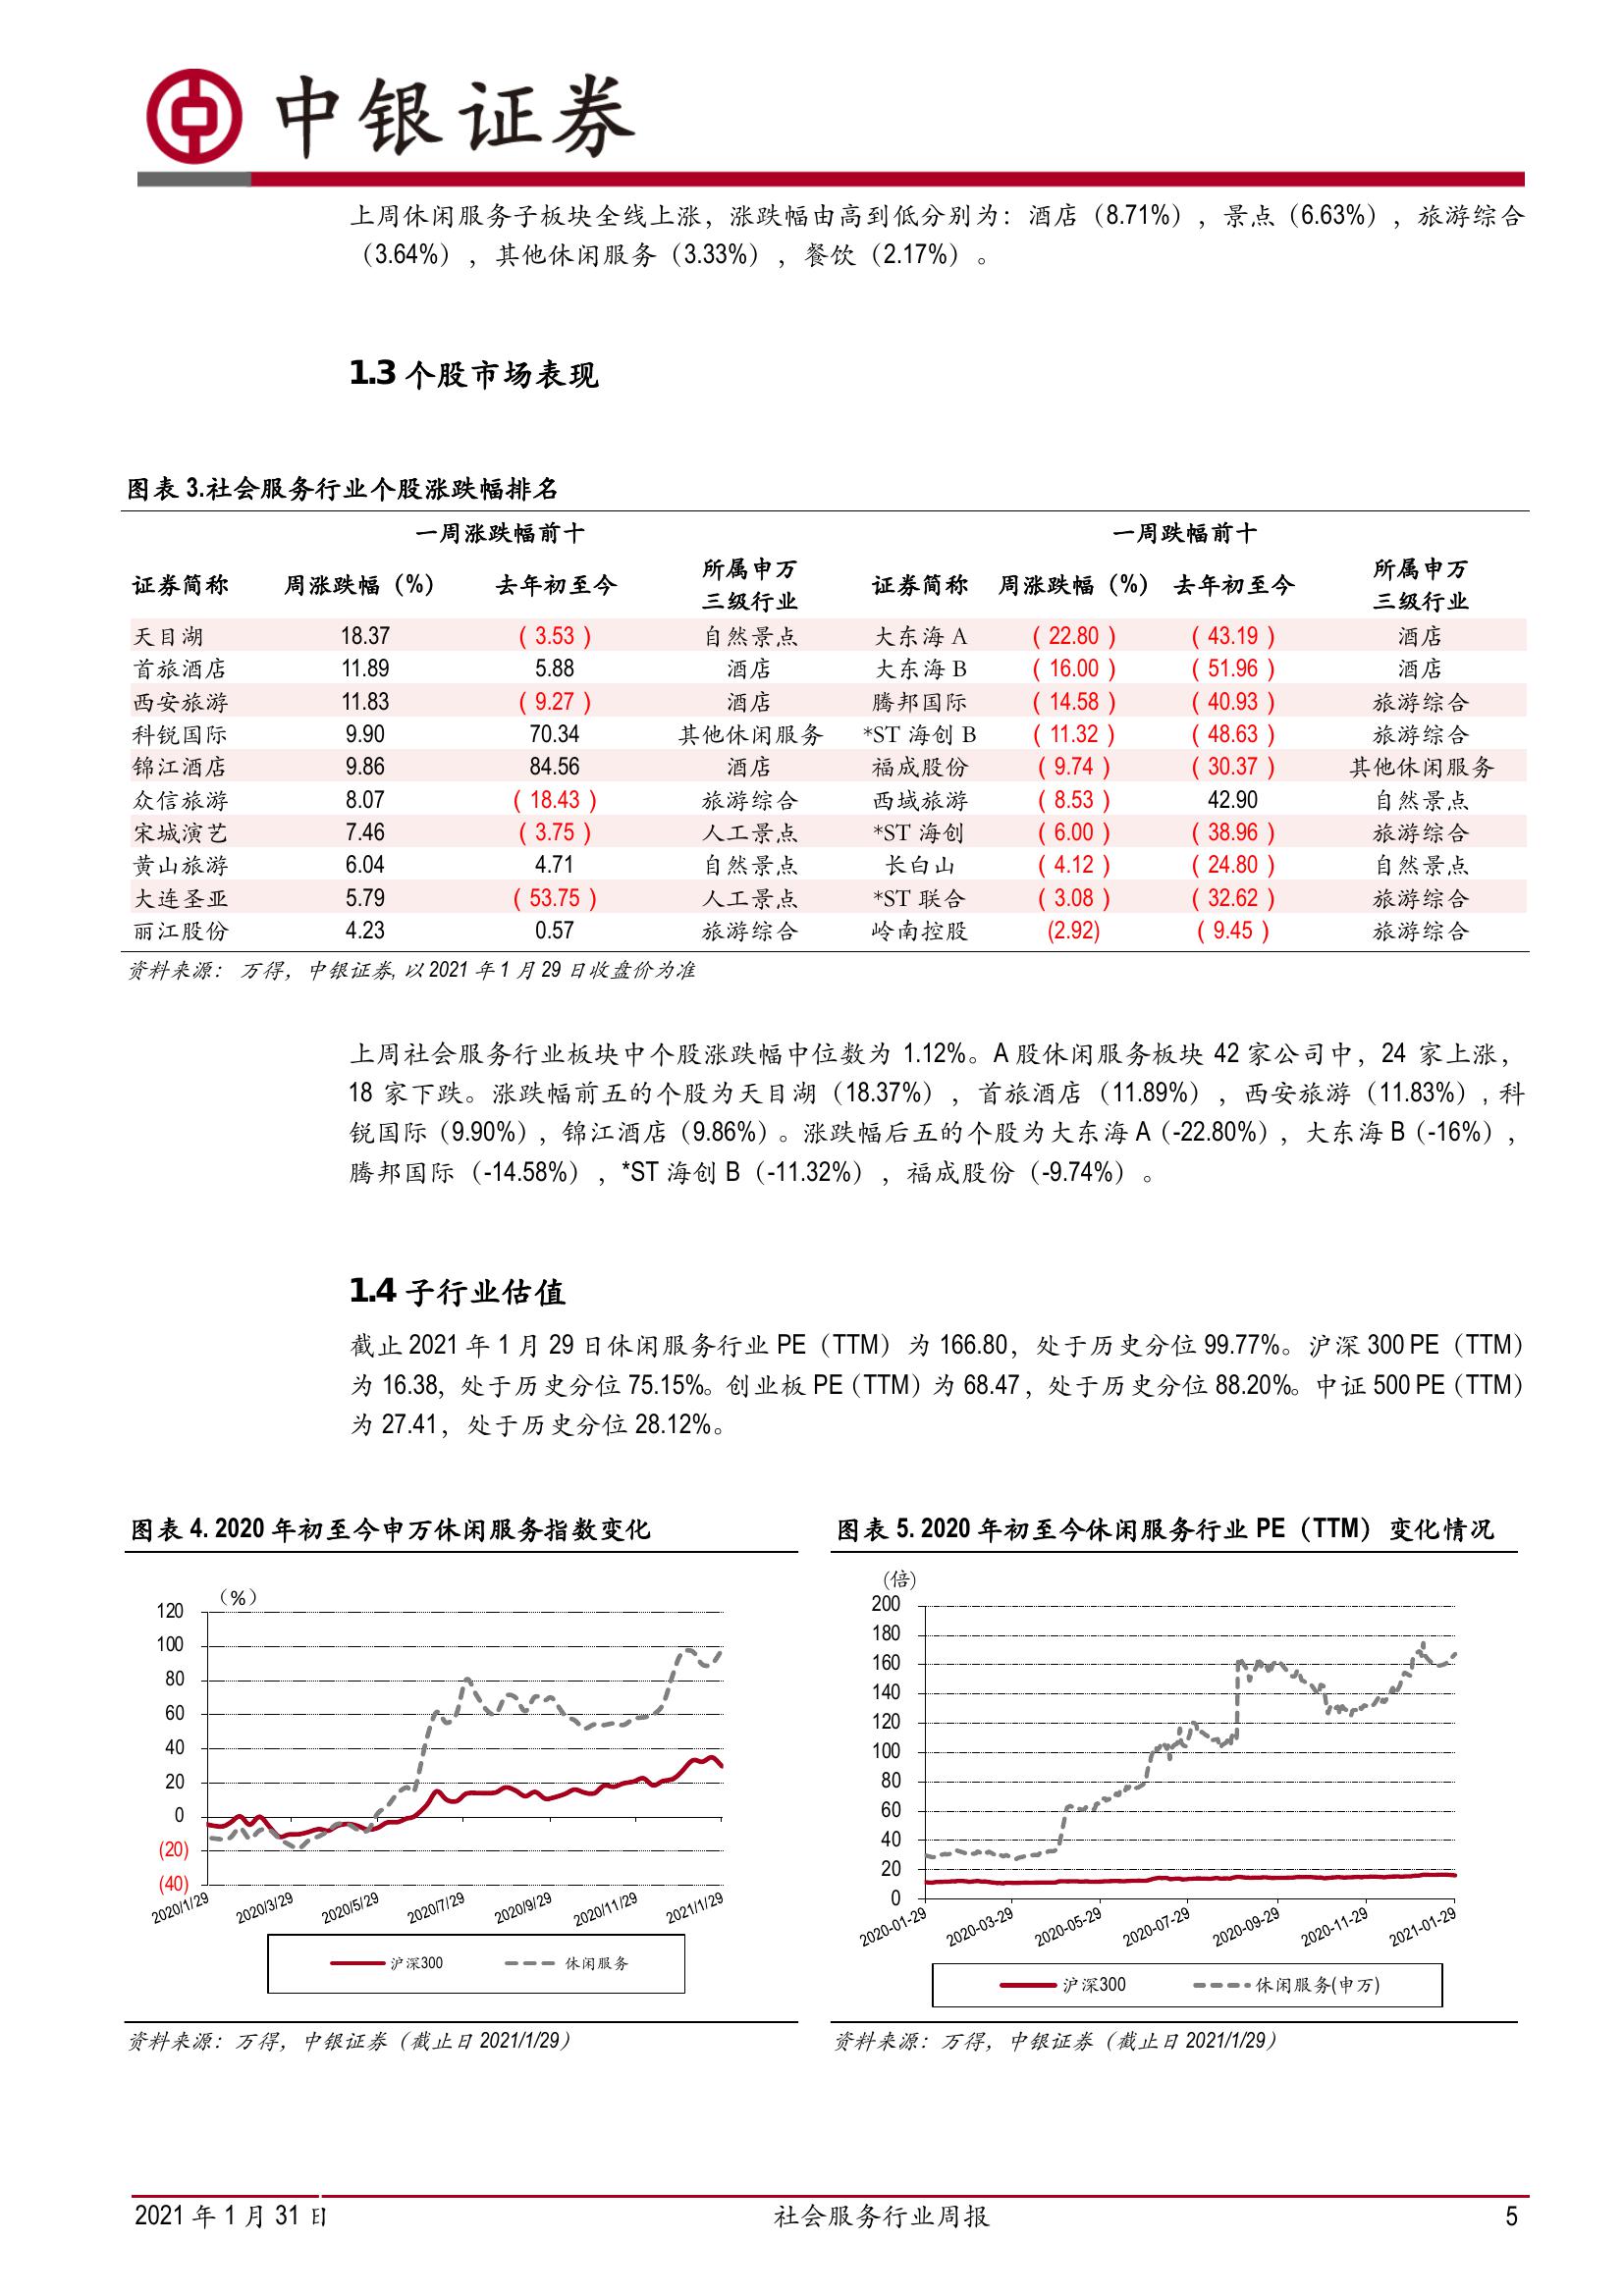 中银证券
上周休闲服务子板块全线上涨，涨跌幅由高到低分别为：酒店（8.71%），景点（6.63%），旅游综合
（3.64%），其他休闲服务（3.33%），餐饮（2.17%）。
1.3 个股市场表现
图表 3.社会服务行业个股涨跌幅排名
一周涨跌幅前十 一周跌幅前十
证券简称 周涨跌幅（%） 去年初至今 所属申万三级行业 证券简称 周涨跌幅（%） 去年初至今 所属申万三级行业
天目湖 18.37 （3.53） 自然景点 大东海 A （22.80） （43.19） 酒店
首旅酒店 11.89 5.88 酒店 大东海 B （16.00） （51.96） 酒店
西安旅游 11.83 （9.27） 酒店 腾邦国际 （14.58） （40.93） 旅游综合
科锐国际 9.90 70.34 其他休闲服务 *ST 海创 B （11.32） （48.63） 旅游综合
锦江酒店 9.86 84.56 酒店 福成股份 （9.74） （30.37） 其他休闲服务
众信旅游 8.07 （18.43） 旅游综合 西域旅游 （8.53） 42.90 自然景点
宋城演艺 7.46 （3.75） 人工景点 *ST 海创 （6.00） （38.96） 旅游综合
黄山旅游 6.04 4.71 自然景点 长白山 （4.12） （24.80） 自然景点
大连圣亚 5.79 （53.75） 人工景点 *ST 联合 （3.08） （32.62） 旅游综合
丽江股份 4.23 0.57 旅游综合 岭南控股 (2.92) （9.45） 旅游综合
资料来源： 万得，中银证券, 以 2021 年 1 月 29 日收盘价为准
上周社会服务行业板块中个股涨跌幅中位数为 1.12%。A 股休闲服务板块 42 家公司中，24 家上涨，
18 家下跌。涨跌幅前五的个股为天目湖（18.37%），首旅酒店（11.89%），西安旅游（11.83%）, 科
锐国际（9.90%）, 锦江酒店（9.86%）。涨跌幅后五的个股为大东海 A（-22.80%），大东海 B（-16%），
腾邦国际（-14.58%），*ST 海创 B（-11.32%），福成股份（-9.74%）。
1.4 子行业估值
截止 2021 年 1 月 29 日休闲服务行业 PE（TTM）为 166.80，处于历史分位 99.77%。沪深 300 PE（TTM）
为 16.38，处于历史分位 75.15%。创业板 PE（TTM）为 68.47，处于历史分位 88.20%。中证 500 PE（TTM）
为 27.41，处于历史分位 28.12%。
图表 4. 2020 年初至今申万休闲服务指数变化
（%）
120
100
80
60
40
20
0
(20)
(40)
2020/1/29 2020/3/29 2020/5/29 2020/7/29 2020/9/29 2020/11/29 2021/1/29
沪深300 休闲服务
资料来源：万得，中银证券（截止日 2021/1/29）
图表 5. 2020 年初至今休闲服务行业 PE（TTM）变化情况
(倍)
200
180
160
140
120
100
80
60
40
20
0
2020-01-29 2020-03-29 2020-05-29 2020-07-29 2020-09-29 2020-11-29 2021-01-29
沪深300 休闲服务(申万)
资料来源：万得，中银证券（截止日 2021/1/29）
2021 年 1 月 31 日 社会服务行业周报 5